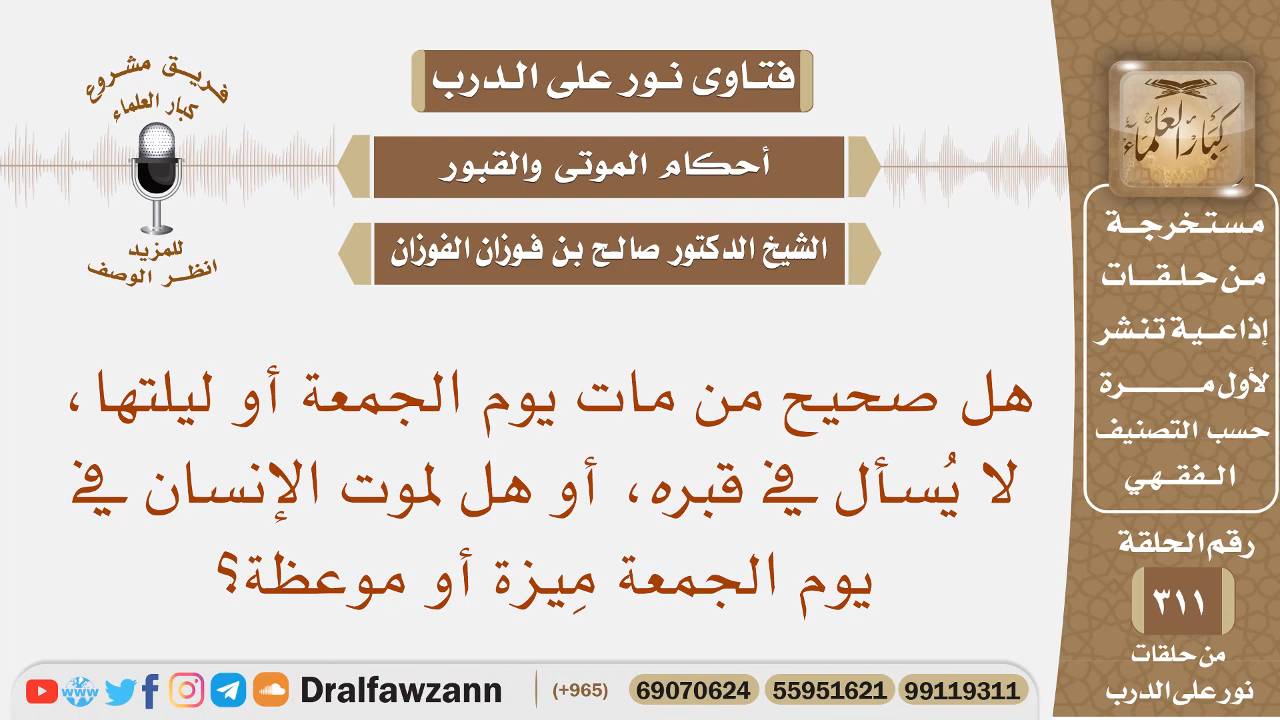 فتاوى نور على الدرب
أحكام الموتى والقبور
الشيخ الدكتور صالح بن فوزان الفوزان
فريق مشروع
كبار العلماء
للمزيد
انظر الوصف
كبار العلماء
مستخرجة
من حلقات
إذاعية تنشر
لأول مرة
حسب التصنيف
الفقهي
رقم الحلقة
٣١١
من حلقات
نور على الدرب
هل صحيح من مات يوم الجمعة أو ليلتها،
لا يُسأل في قبره، أو هل لموت الإنسان في
يوم الجمعة مِيزة أو موعظة؟
www Dralfawzann (+965) 69070624 55951621 99119311